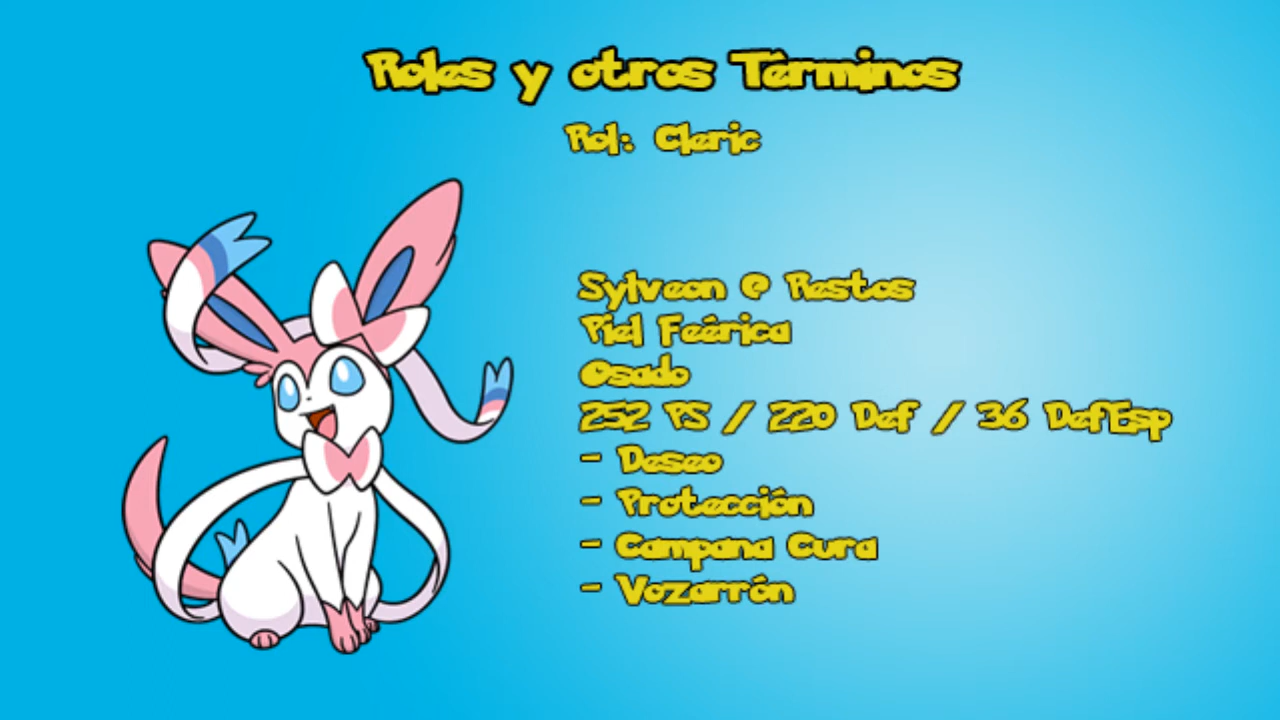 Roles y otros Términos
Rol: Cleric
Sylveon @ Restos
Piel Feérica
Osado
252 PS / 220 Def / 36 DefEsp
- Deseo
- Protección
- Campana Cura
- Vozarrón